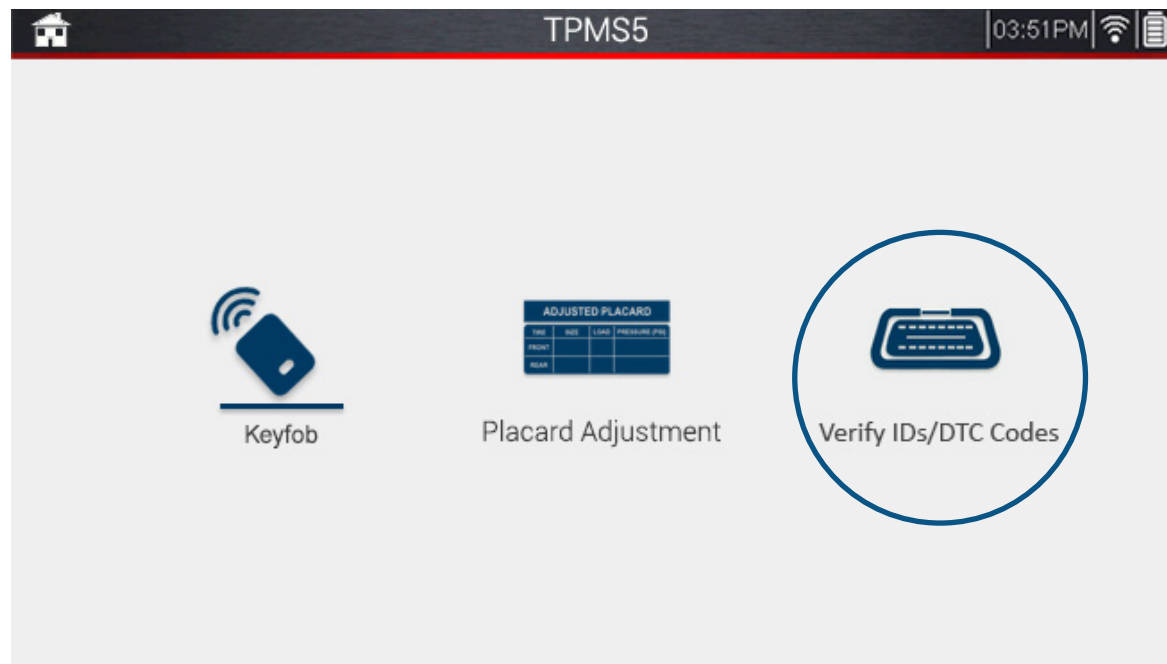 TPMS5
03:51PM
ADJUSTED PLACARD
TIRE SIZE LOAD PRESSURE (PSI)
FRONT
REAR
Keyfob
Placard Adjustment
Verify IDs/DTC Codes